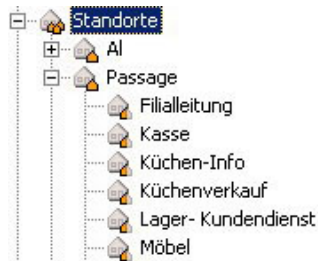 Standorte
Al
Passage
Filialleitung
Kasse
Küchen-Info
Küchenverkauf
Lager- Kundendienst
Möbel